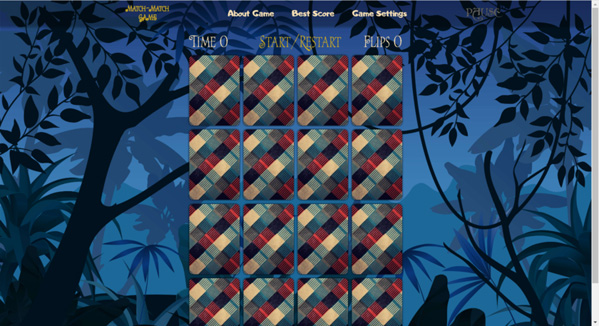 Match-Match
Game
About Game
Best Score
Game Settings
PAUSE
Time 0
Start/Restart
Flips 0